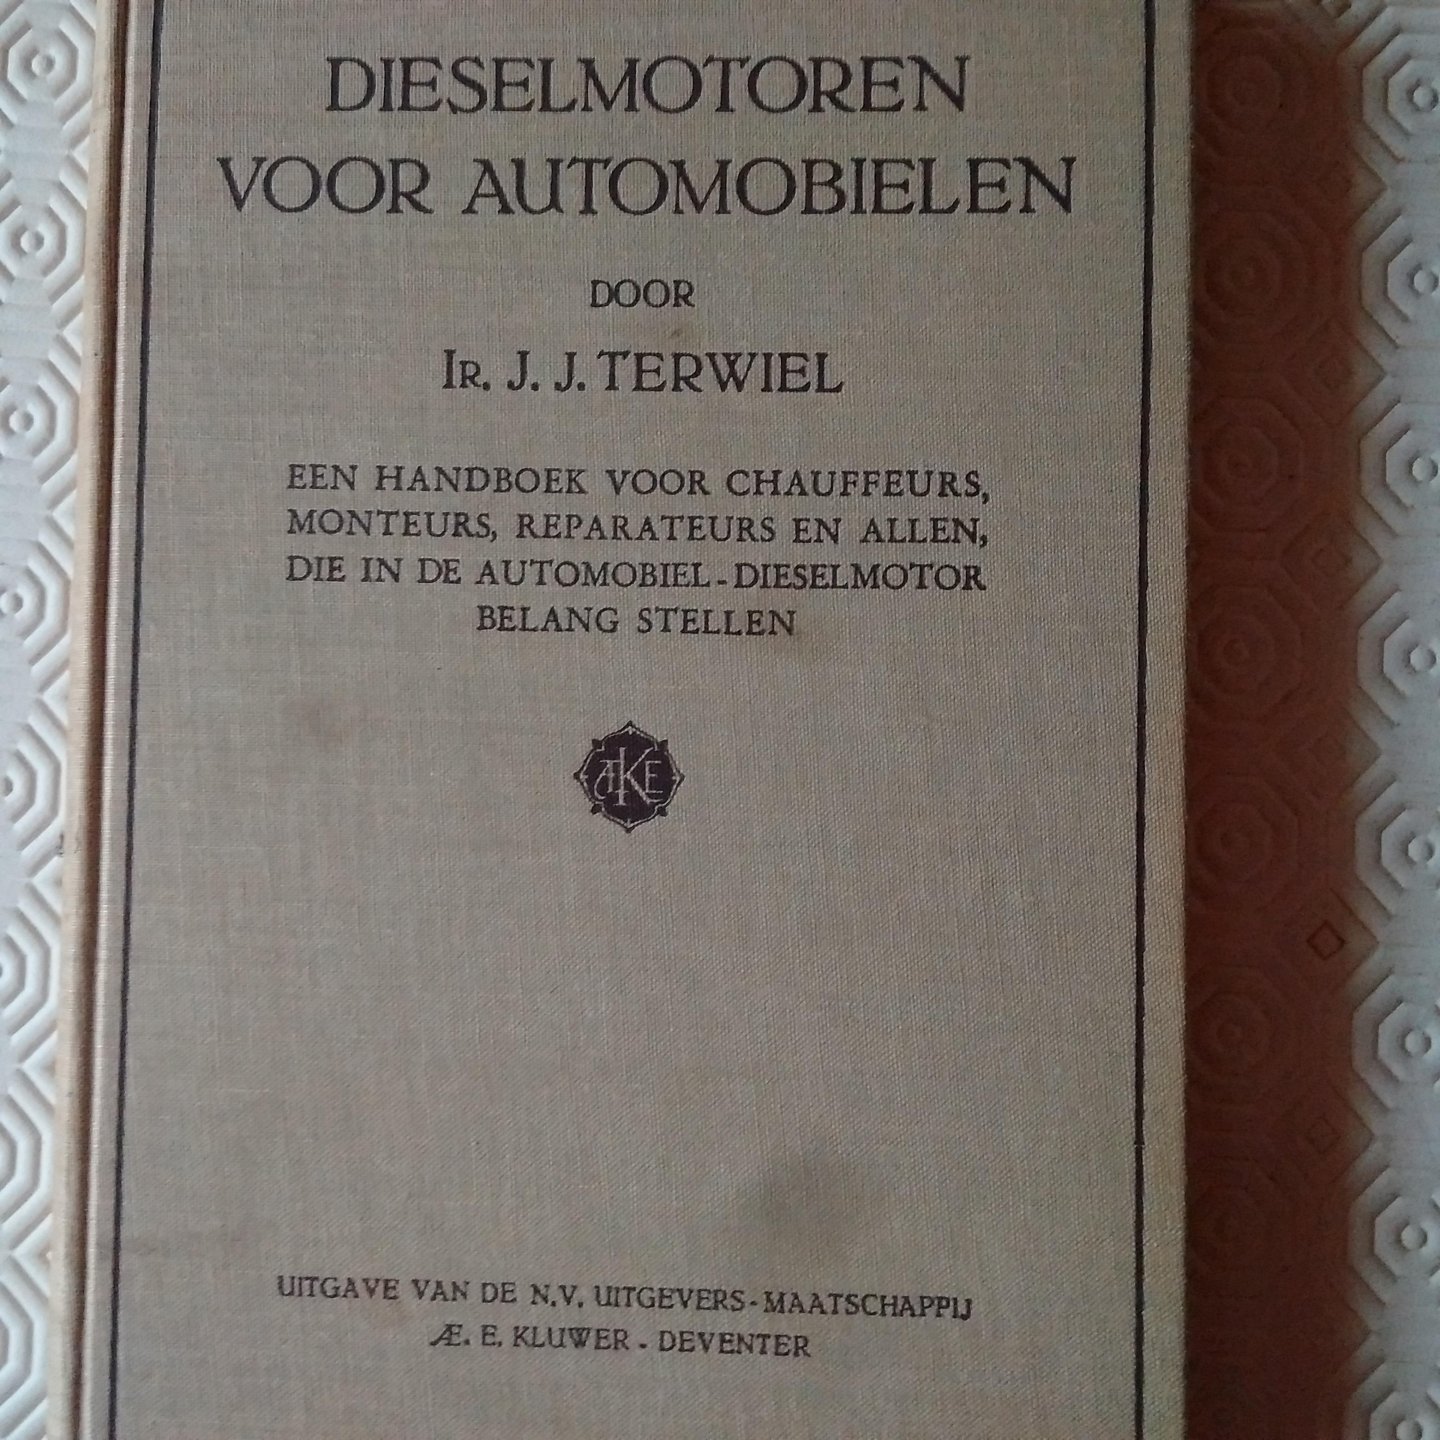 DIESELMOTOREN
VOOR AUTOMOBIELEN
DOOR
IR. J. J. TERWIEL
EEN HANDBOEK VOOR CHAUFFEURS,
MONTEURS, REPARATEURS EN ALLEN,
DIE IN DE AUTOMOBIEL-DIESELMOTOR
BELANG STELLEN
ÆKE
UITGAVE VAN DE N.V. UITGEVERS-MAATSCHAPPIJ
Æ. E. KLUWER - DEVENTER